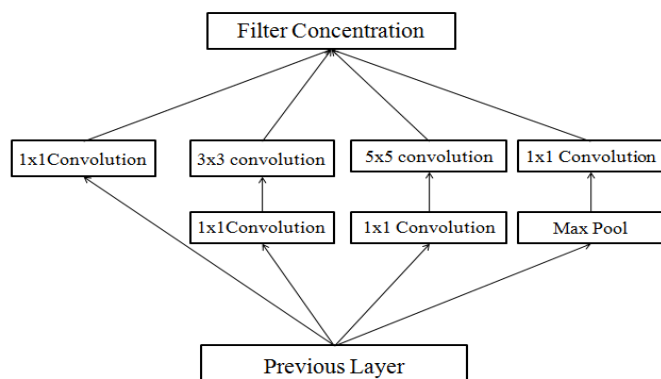 Filter Concentration
1x1Convolution
3x3 convolution
5x5 convolution
1x1 Convolution
1x1Convolution
1x1 Convolution
Max Pool
Previous Layer